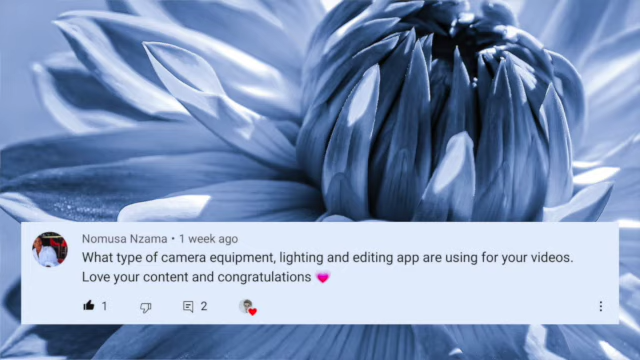 Nomusa Nzama • 1 week ago
What type of camera equipment, lighting and editing app are using for your videos.
Love your content and congratulations 💗
1
2